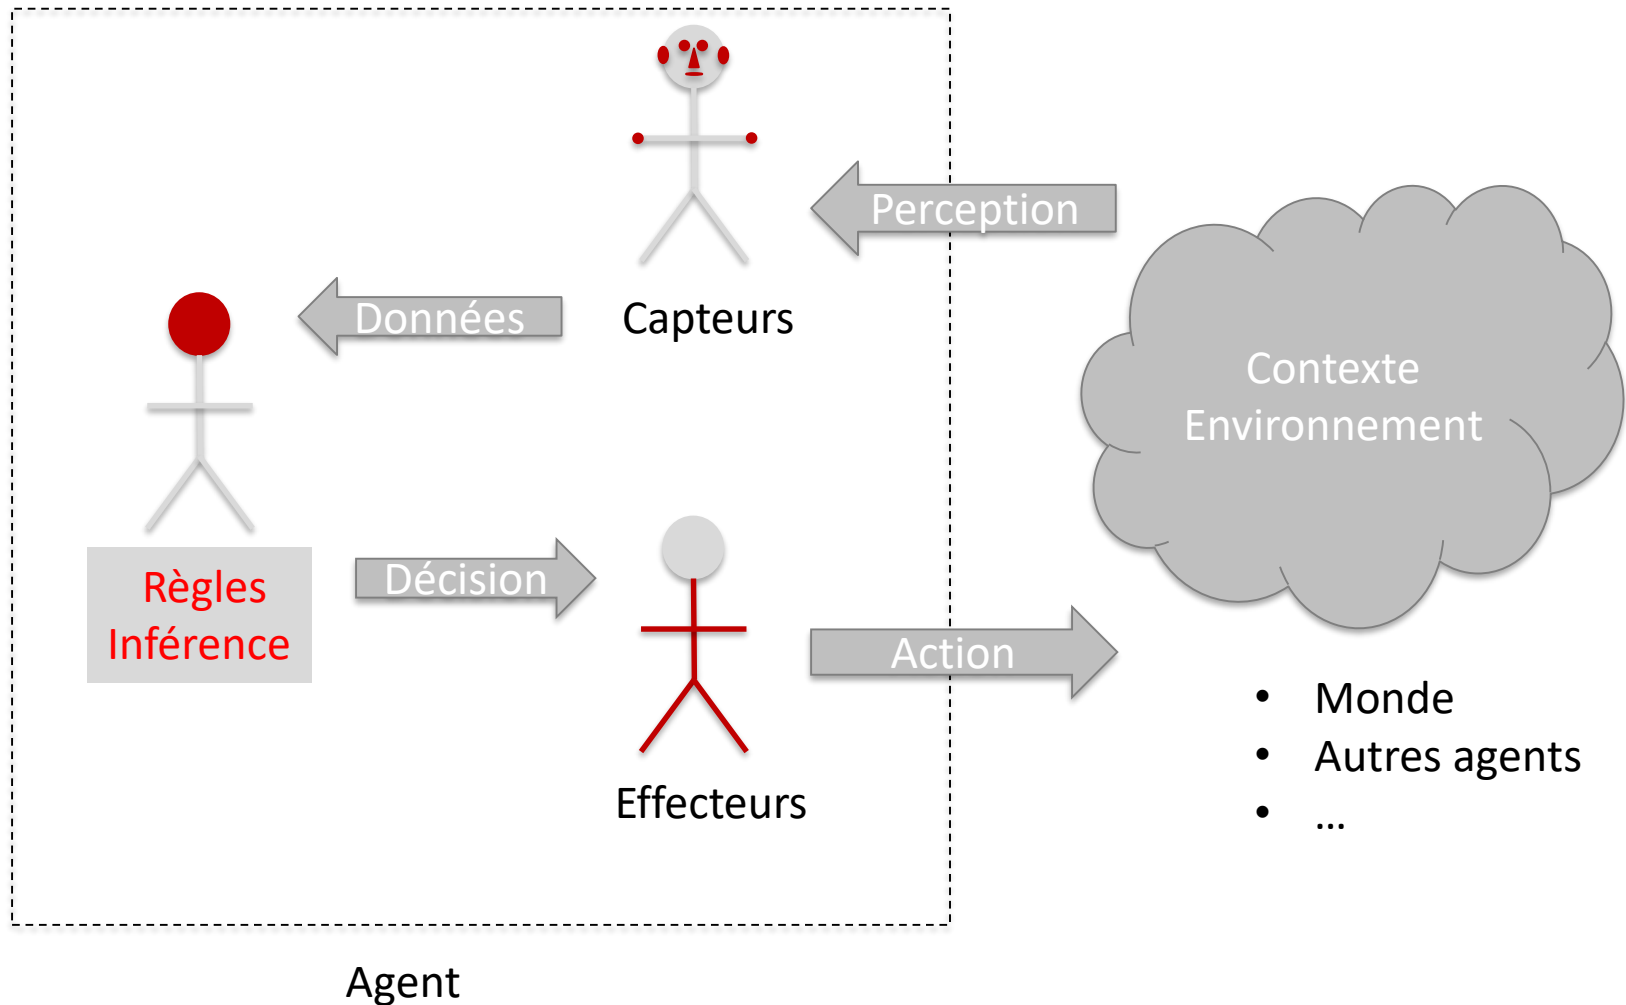 Perception
Données
Capteurs
Contexte
Environnement
Règles
Inférence
Décision
Action
• Monde
• Autres agents
• ...
Effecteurs
Agent